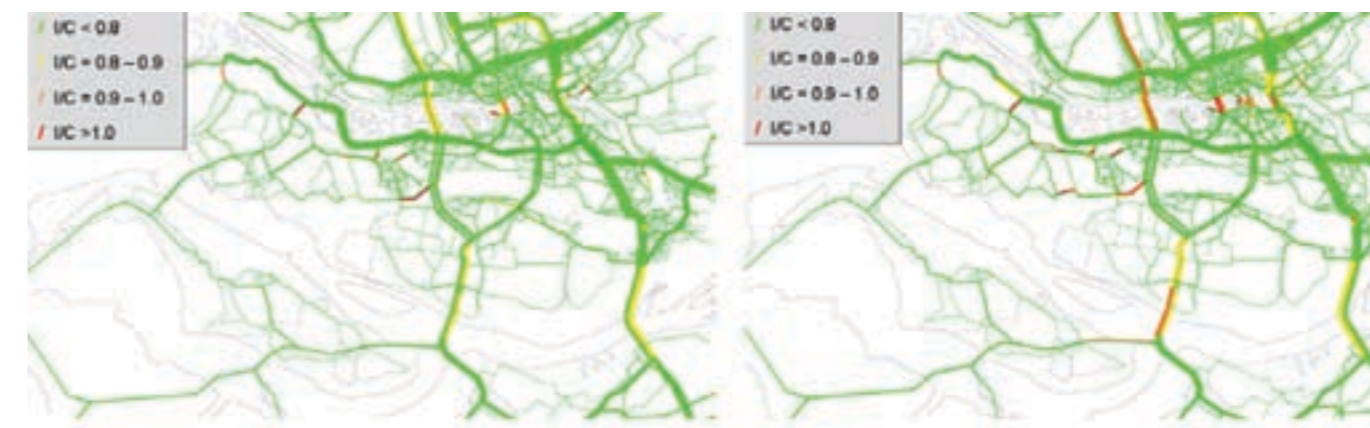 I/C < 0.8
I/C = 0.8 – 0.9
I/C = 0.9 – 1.0
I/C >1.0
I/C < 0.8
I/C = 0.8 – 0.9
I/C = 0.9 – 1.0
I/C >1.0